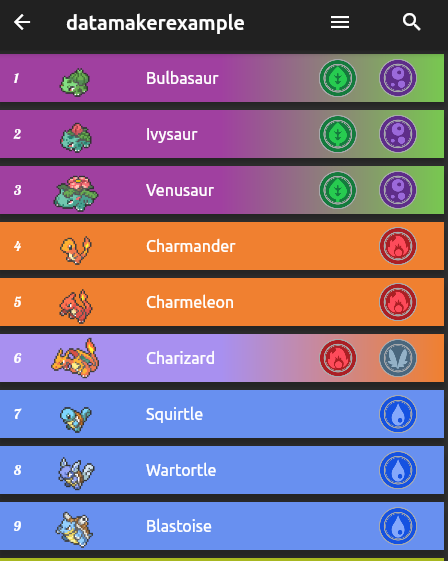 datamakerexample
1 Bulbasaur
2 Ivysaur
3 Venusaur
4 Charmander
5 Charmeleon
6 Charizard
7 Squirtle
8 Wartortle
9 Blastoise